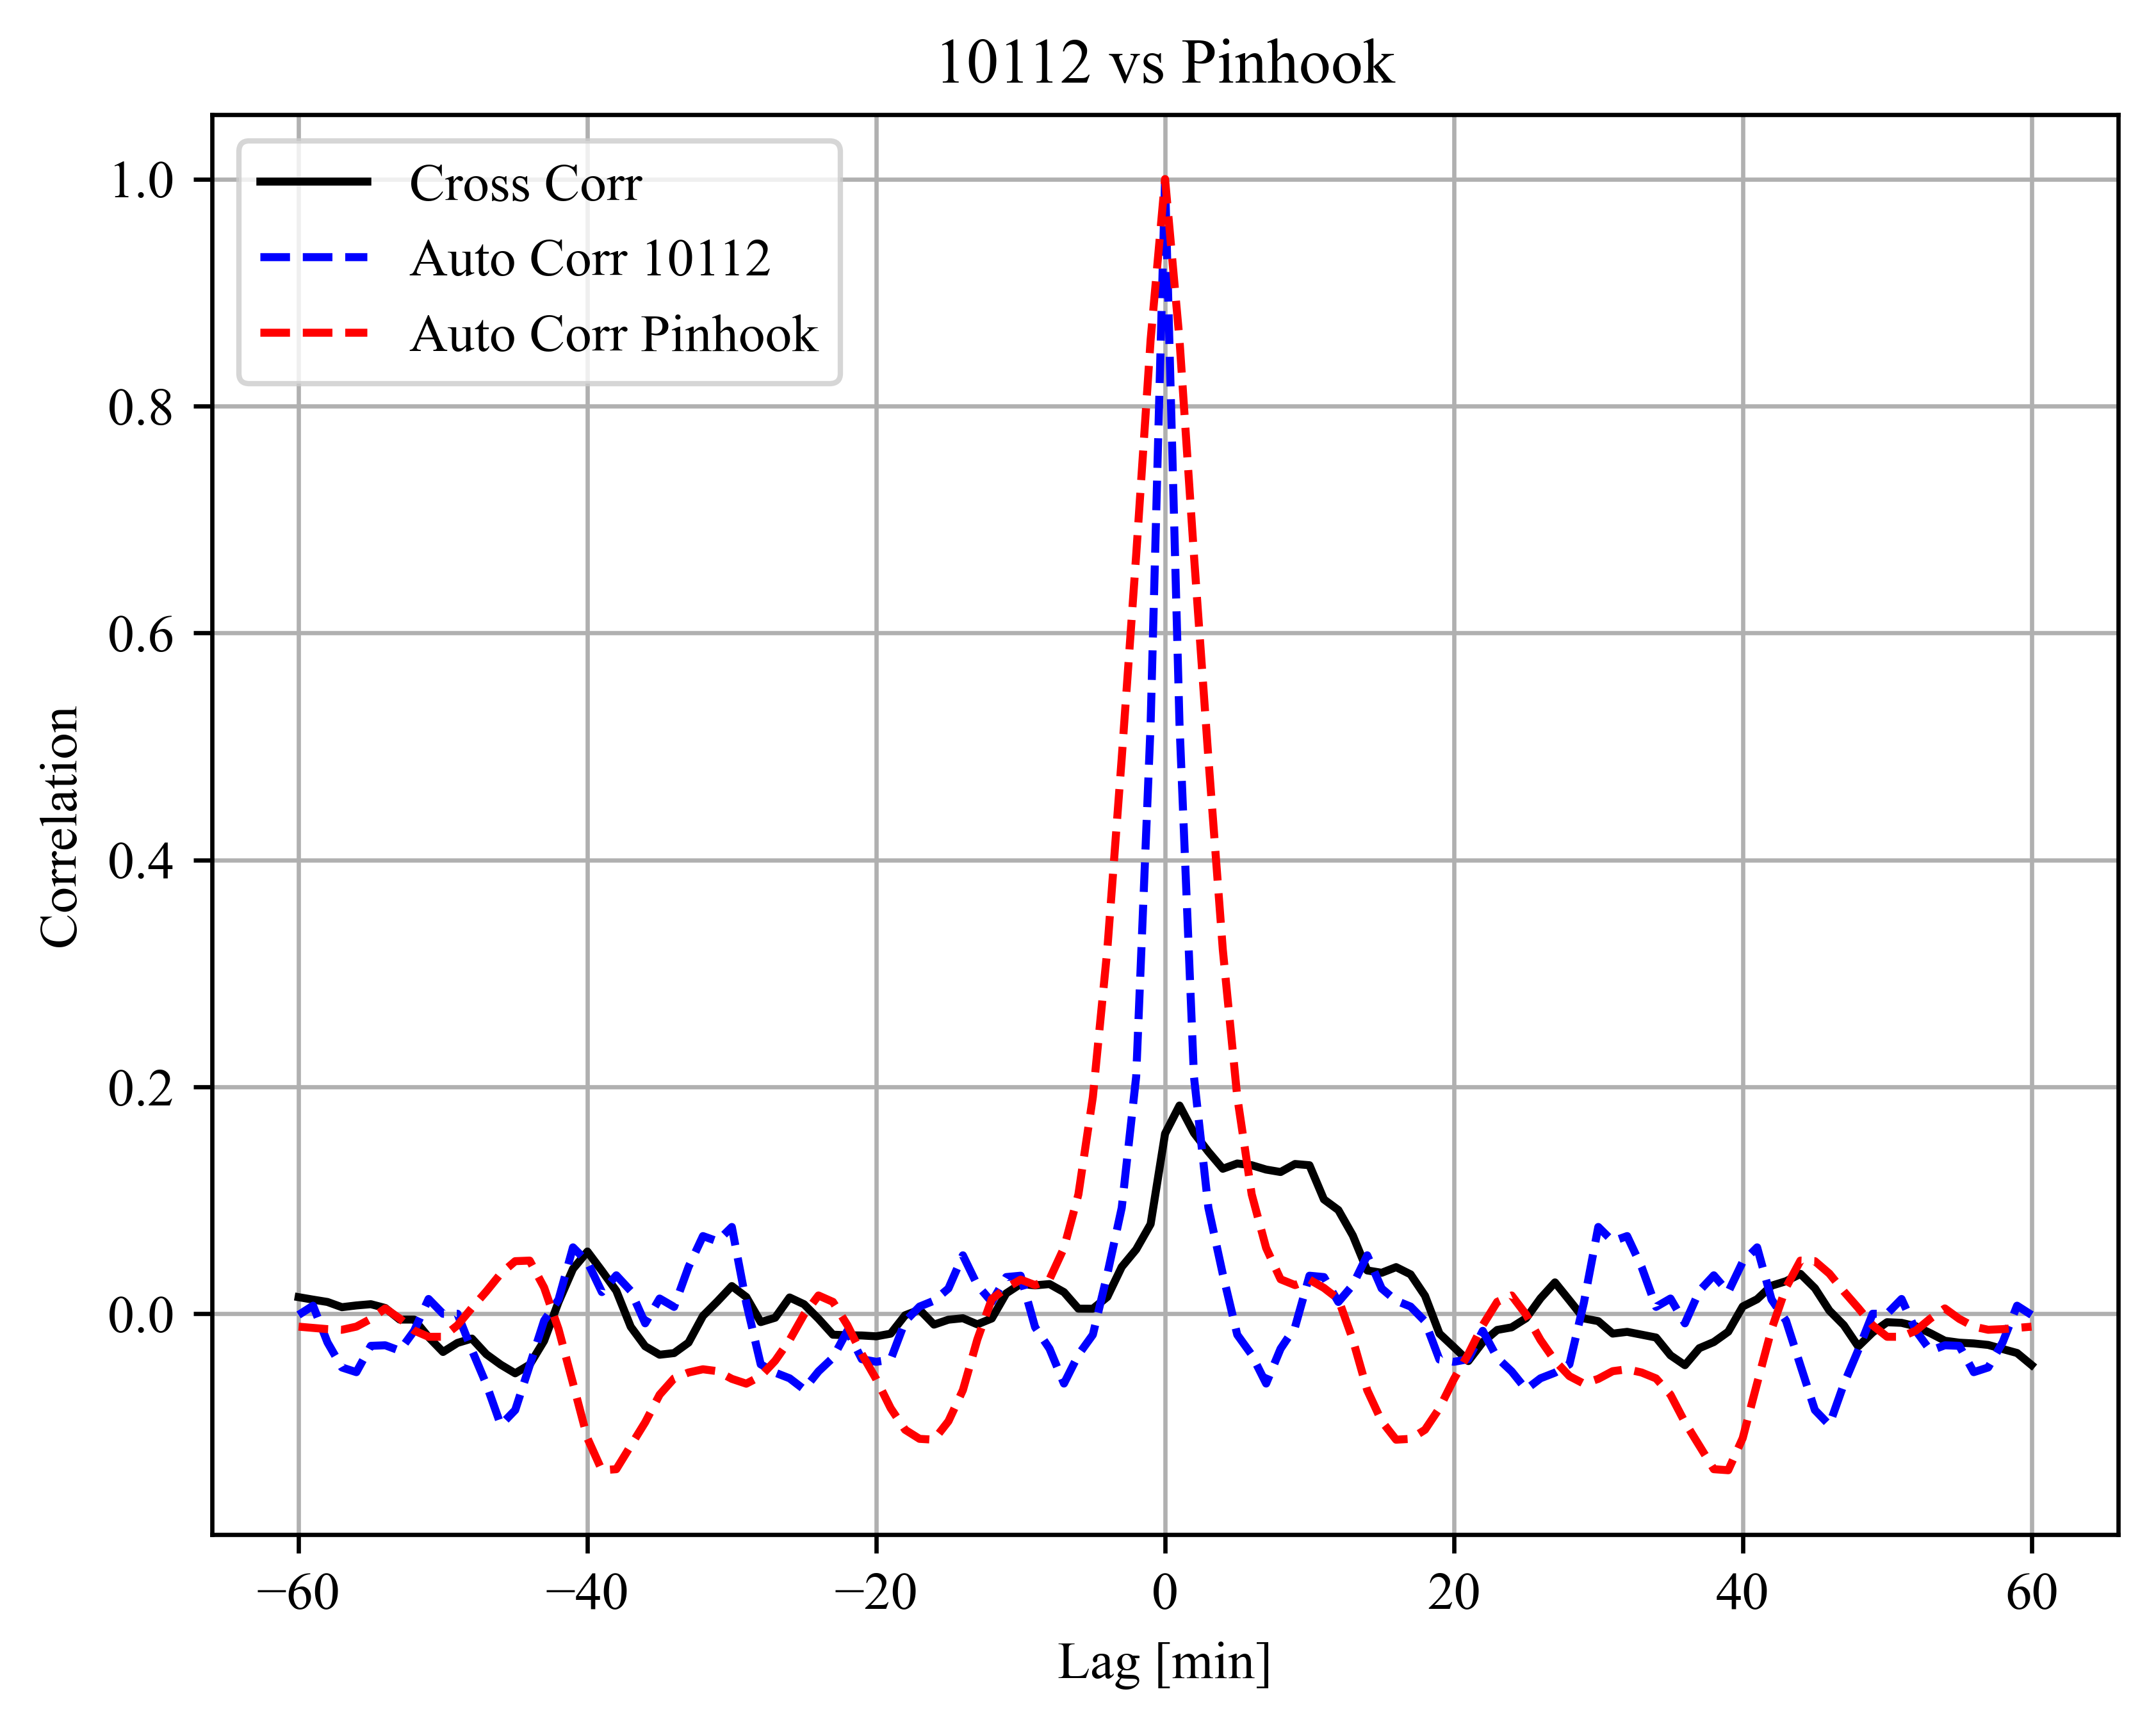 10112 vs Pinhook
Cross Corr
Auto Corr 10112
Auto Corr Pinhook
1.0
0.8
0.6
0.4
0.2
0.0
Correlation
−60
−40
−20
0
20
40
60
Lag [min]